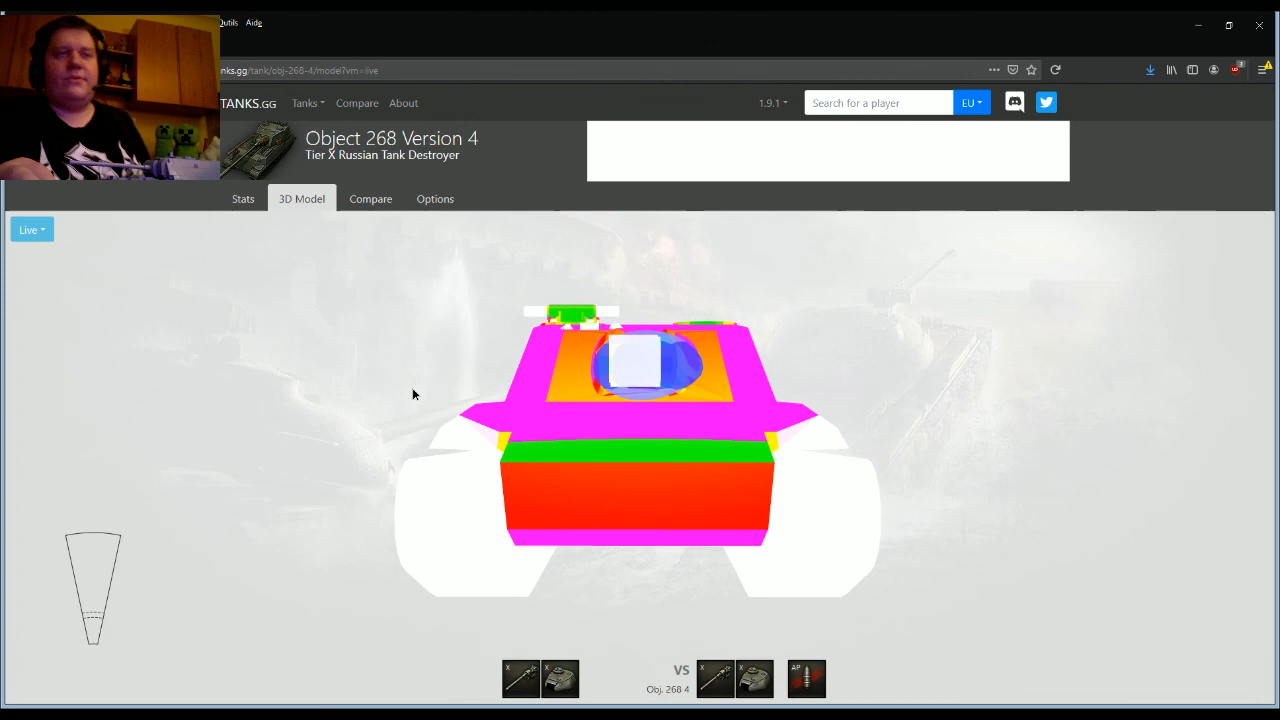 Outils Aide
nks.gg/tank/obj-268-4/model?vm=live
TANKS.GG Tanks Compare About 1.9.1 Search for a player EU 3
Object 268 Version 4
Tier X Russian Tank Destroyer
Stats 3D Model Compare Options
Live
X X VS X X AP
Obj. 268 4